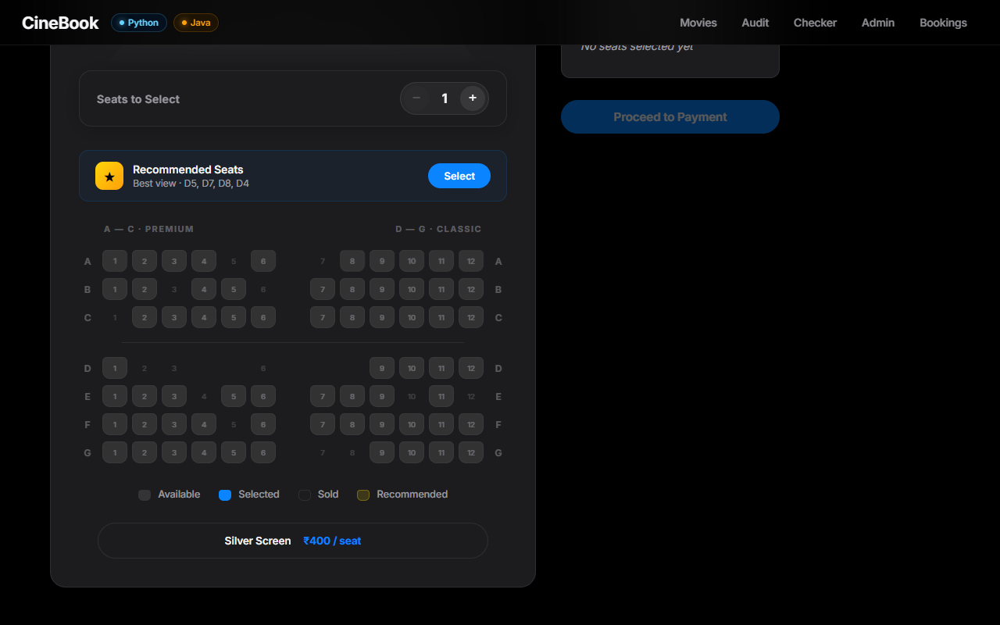 CineBook Python Java Movies Audit Checker Admin Bookings
No seats selected yet
Seats to Select − 1 +
Proceed to Payment
Recommended Seats
Best view · D5, D7, D8, D4
Select
A — C · PREMIUM D — G · CLASSIC
A 1 2 3 4 5 6 7 8 9 10 11 12 A
B 1 2 3 4 5 6 7 8 9 10 11 12 B
C 1 2 3 4 5 6 7 8 9 10 11 12 C
D 1 2 3 6 9 10 11 12 D
E 1 2 3 4 5 6 7 8 9 10 11 12 E
F 1 2 3 4 5 6 7 8 9 10 11 12 F
G 1 2 3 4 5 6 7 8 9 10 11 12 G
Available Selected Sold Recommended
Silver Screen ₹400 / seat